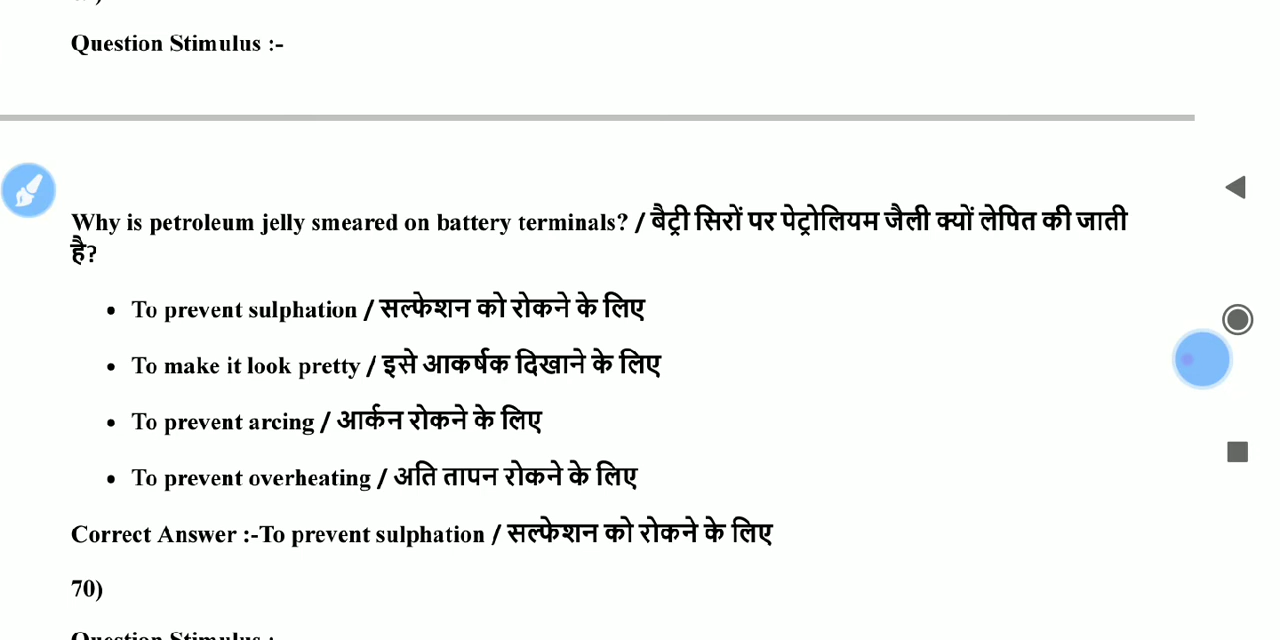 Question Stimulus :-
Why is petroleum jelly smeared on battery terminals? / बैट्री सिरों पर पेट्रोलियम जैली क्यों लेपित की जाती
है?
• To prevent sulphation / सल्फेशन को रोकने के लिए
• To make it look pretty / इसे आकर्षक दिखाने के लिए
• To prevent arcing / आर्कन रोकने के लिए
• To prevent overheating / अति तापन रोकने के लिए
Correct Answer :-To prevent sulphation / सल्फेशन को रोकने के लिए
70)
Question Stimulus :-